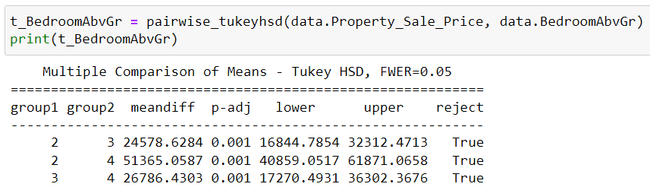 t_BedroomAbvGr = pairwise_tukeyhsd(data.Property_Sale_Price, data.BedroomAbvGr)
print(t_BedroomAbvGr)
Multiple Comparison of Means - Tukey HSD, FWER=0.05
===========================================================
group1 group2 meandiff p-adj lower upper reject
-----------------------------------------------------------
2 3 24578.6284 0.001 16844.7854 32312.4713 True
2 4 51365.0587 0.001 40859.0517 61871.0658 True
3 4 26786.4303 0.001 17270.4931 36302.3676 True